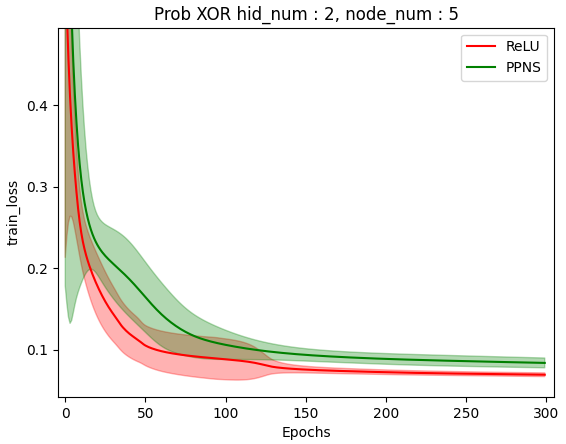 Prob XOR hid_num : 2, node_num : 5
ReLU
PPNS
train_loss
0.4
0.3
0.2
0.1
0 50 100 150 200 250 300
Epochs